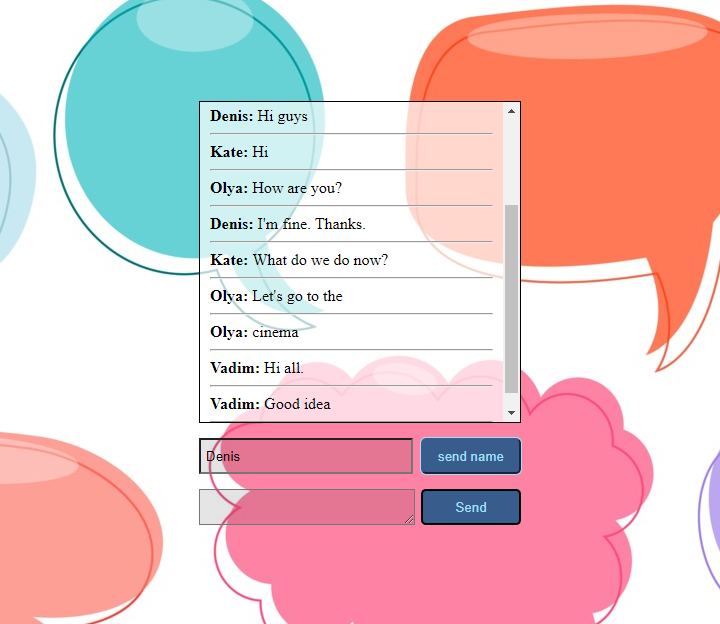 Denis: Hi guys
Kate: Hi
Olya: How are you?
Denis: I'm fine. Thanks.
Kate: What do we do now?
Olya: Let's go to the
Olya: cinema
Vadim: Hi all.
Vadim: Good idea
Denis
send name
Send